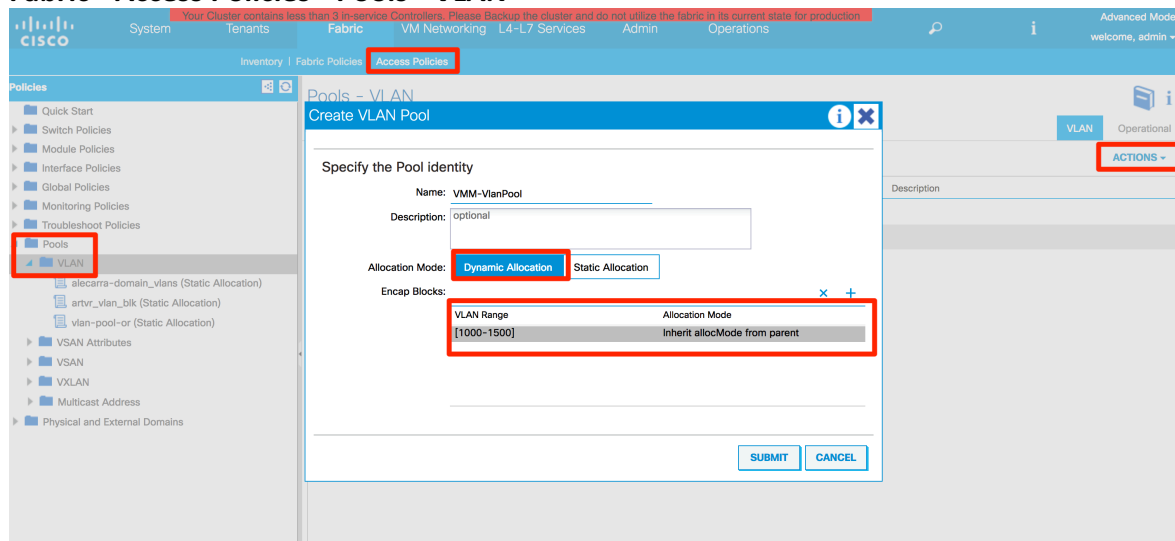 Your Cluster contains less than 3 in-service Controllers. Please Backup the cluster and do not utilize the fabric in its current state for production
Advanced Mode
CISCO
System Tenants Fabric VM Networking L4-L7 Services Admin Operations
i
welcome, admin
Inventory | Fabric Policies Access Policies
Policies
Pools - VLAN
i
Quick Start
Create VLAN Pool
i
VLAN Operational
Switch Policies
Module Policies
ACTIONS
Interface Policies
Specify the Pool identity
Global Policies
Name: VMM-VlanPool
Description
Monitoring Policies
Description: optional
Troubleshoot Policies
Pools
VLAN
Allocation Mode: Dynamic Allocation Static Allocation
alecarra-domain_vlans (Static Allocation)
Encap Blocks:
artvr_vlan_blk (Static Allocation)
VLAN Range Allocation Mode
vlan-pool-or (Static Allocation)
[1000-1500] Inherit allocMode from parent
VSAN Attributes
VSAN
VXLAN
Multicast Address
Physical and External Domains
SUBMIT CANCEL